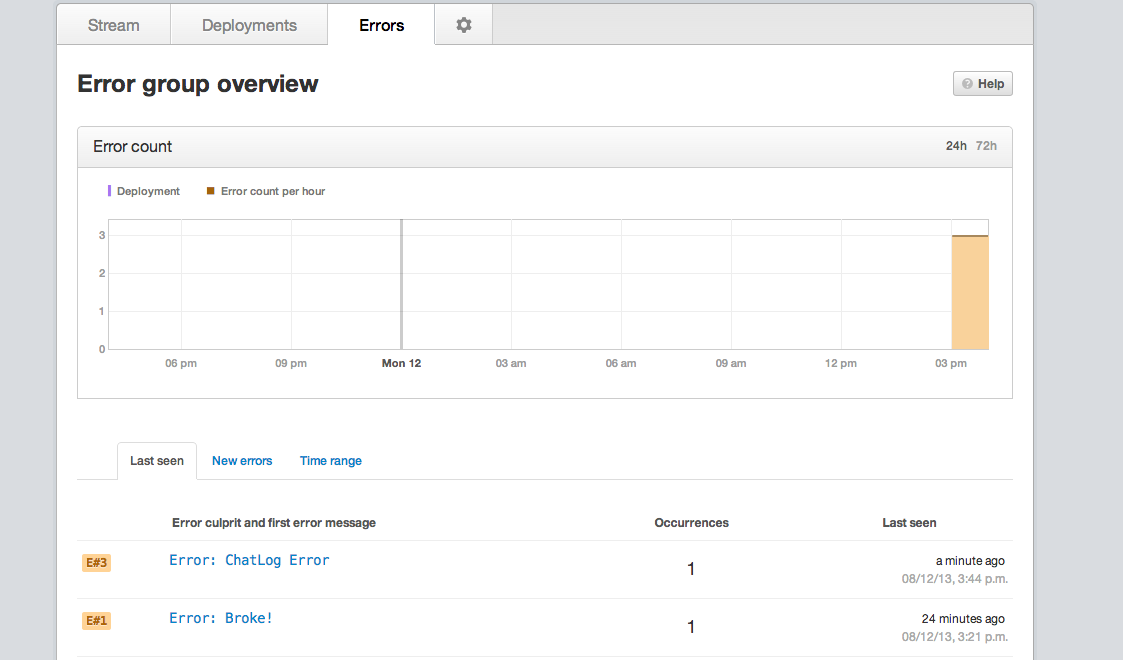 Stream Deployments Errors
Error group overview
Help
Error count 24h 72h
Deployment Error count per hour
3
2
1
0
06 pm 09 pm Mon 12 03 am 06 am 09 am 12 pm 03 pm
Last seen New errors Time range
Error culprit and first error message Occurrences Last seen
E#3 Error: ChatLog Error 1 a minute ago
08/12/13, 3:44 p.m.
E#1 Error: Broke! 1 24 minutes ago
08/12/13, 3:21 p.m.